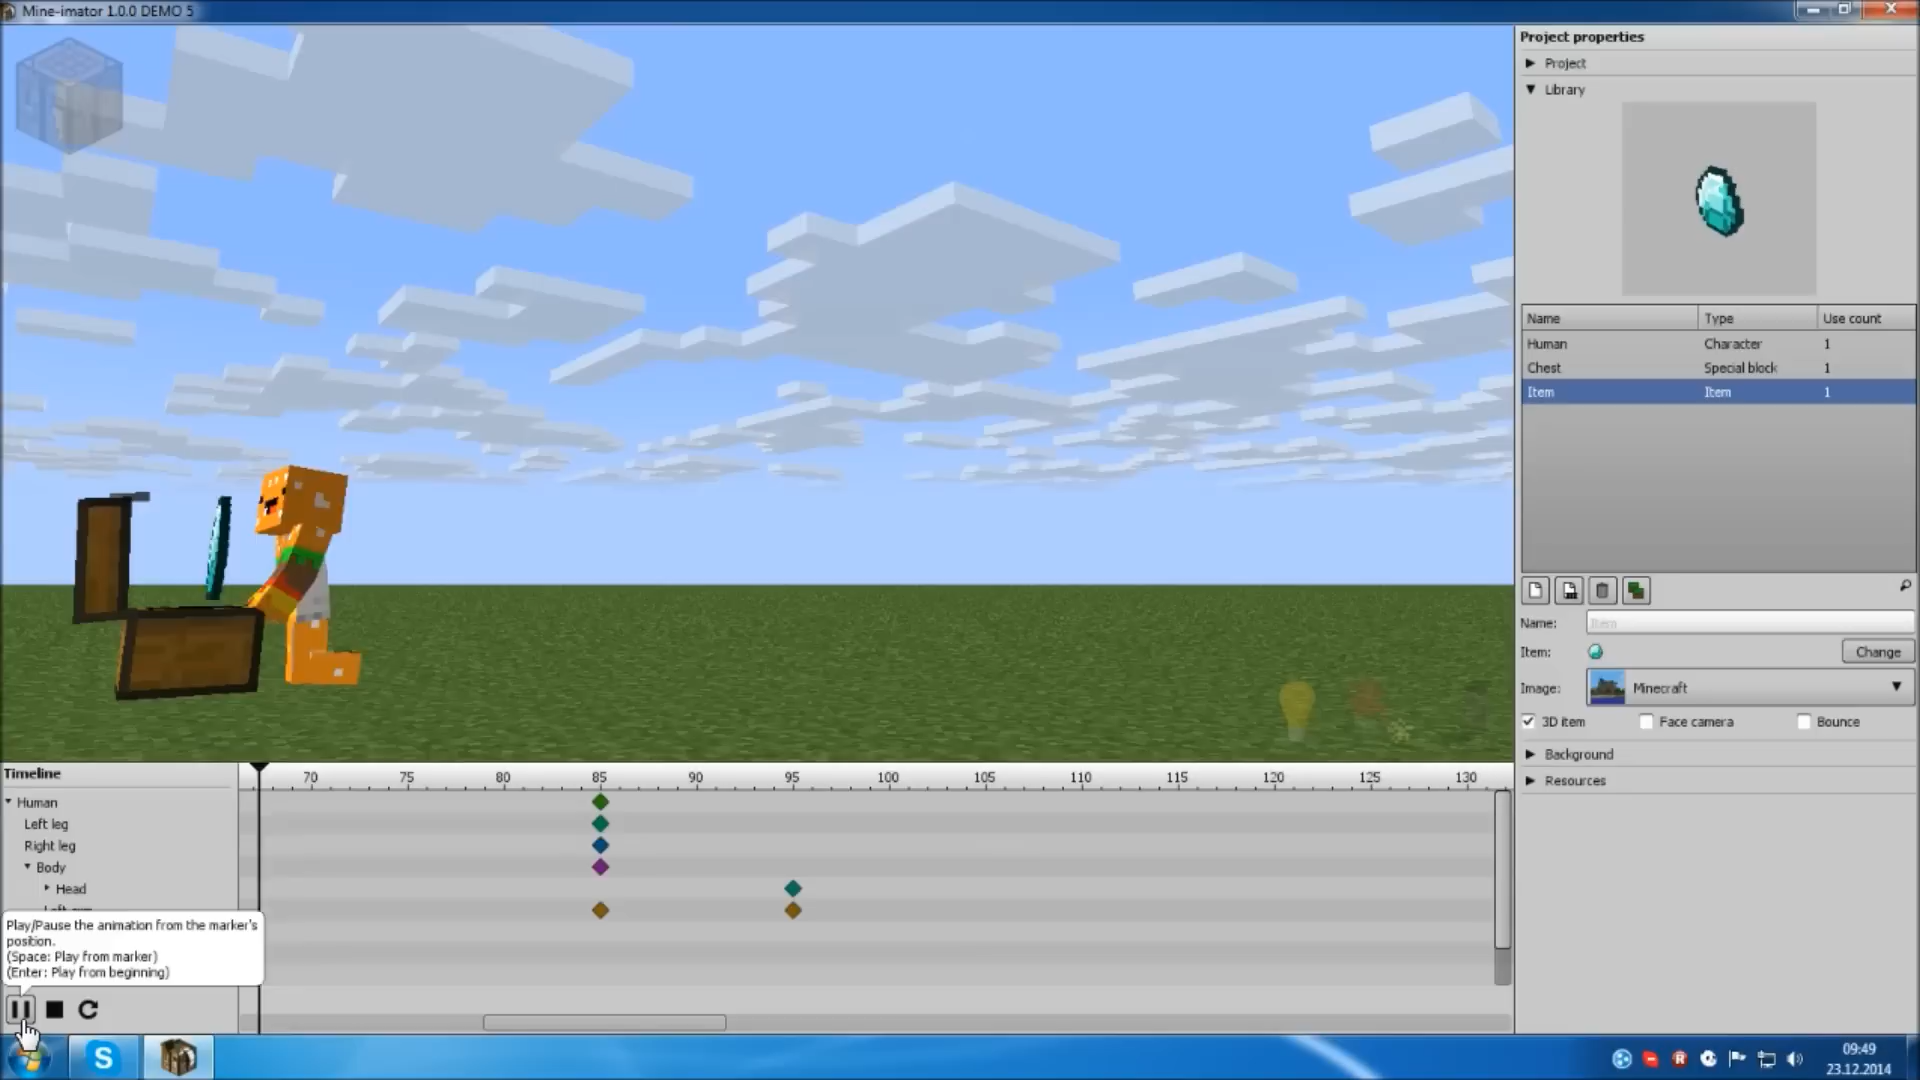 Mine-imator 1.0.0 DEMO 5
Project properties
Project
Library
Name Type Use count
Human Character 1
Chest Special block 1
Item Item 1
Name: Item
Item: Change
Image: Minecraft
3D item Face camera Bounce
Background
Resources
Timeline
70 75 80 85 90 95 100 105 110 115 120 125 130
Human
Left leg
Right leg
Body
Head
Play/Pause the animation from the marker's
position.
(Space: Play from marker)
(Enter: Play from beginning)
09:49
23.12.2014